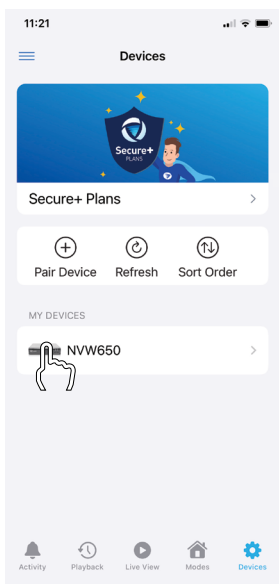 11:21
Devices
Secure+
PLANS
Secure+ Plans
Pair Device Refresh Sort Order
MY DEVICES
NVW650
Activity Playback Live View Modes Devices